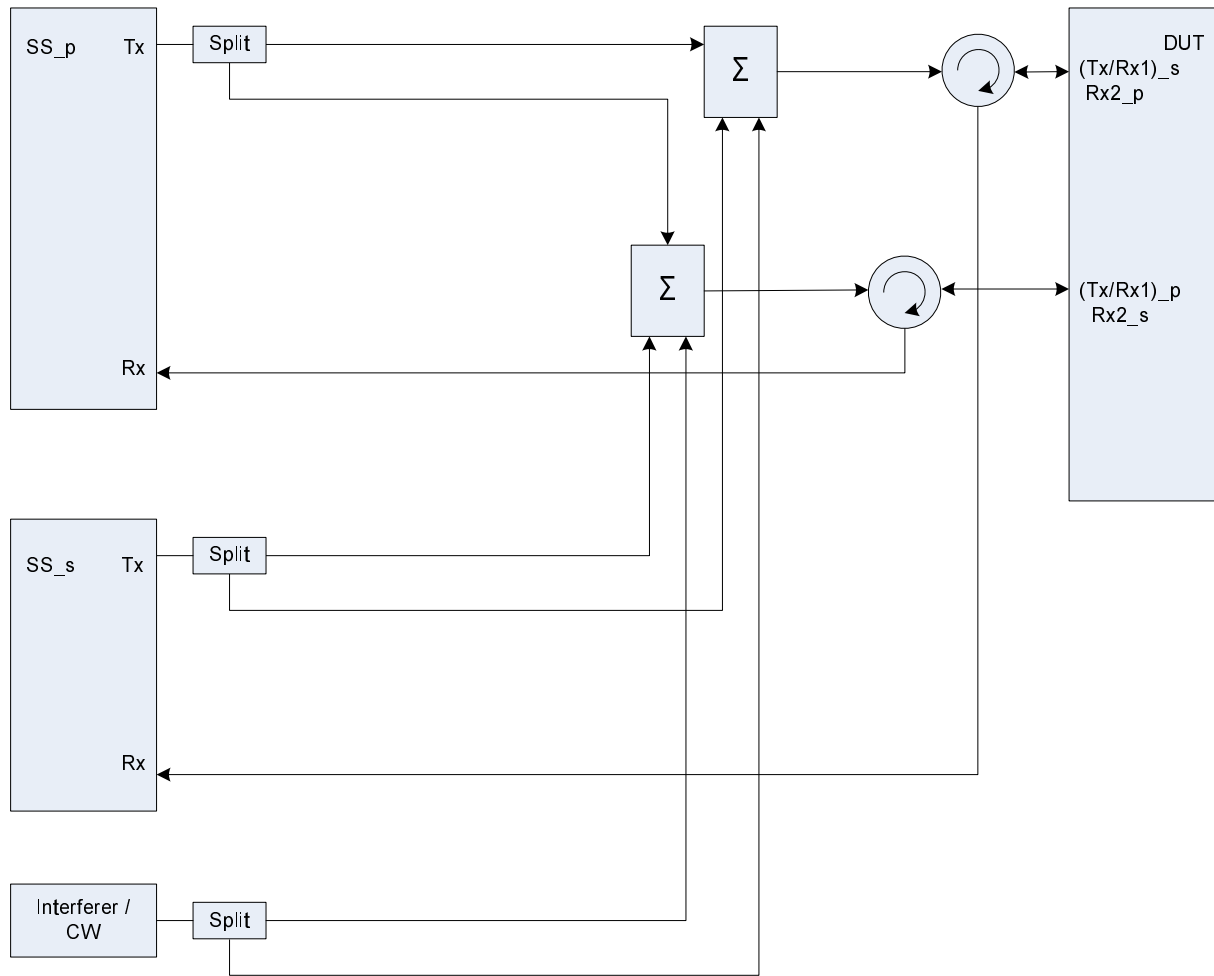 SS_p
Tx
Split
Σ
DUT
(Tx/Rx1)_s
Rx2_p
Σ
(Tx/Rx1)_p
Rx2_s
Rx
SS_s
Tx
Split
Rx
Interferer /
CW
Split